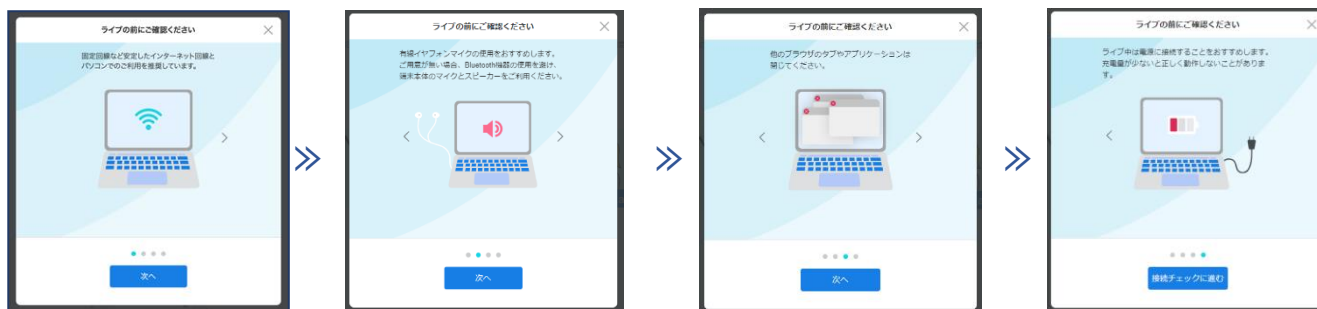 ライブの前にご確認ください
固定回線など安定したインターネット回線と
パソコンでのご利用を推奨しています。
次へ
ライブの前にご確認ください
有線イヤフォンマイクの使用をおすすめします。
ご用意が無い場合、Bluetooth機器の使用を避け、
端末本体のマイクとスピーカーをご利用ください。
次へ
ライブの前にご確認ください
他のブラウザのタブやアプリケーションは
閉じてください。
次へ
ライブの前にご確認ください
ライブ中は電源に接続することをおすすめします。
充電量が少ないと正しく動作しないことがありま
す。
接続チェックに進む